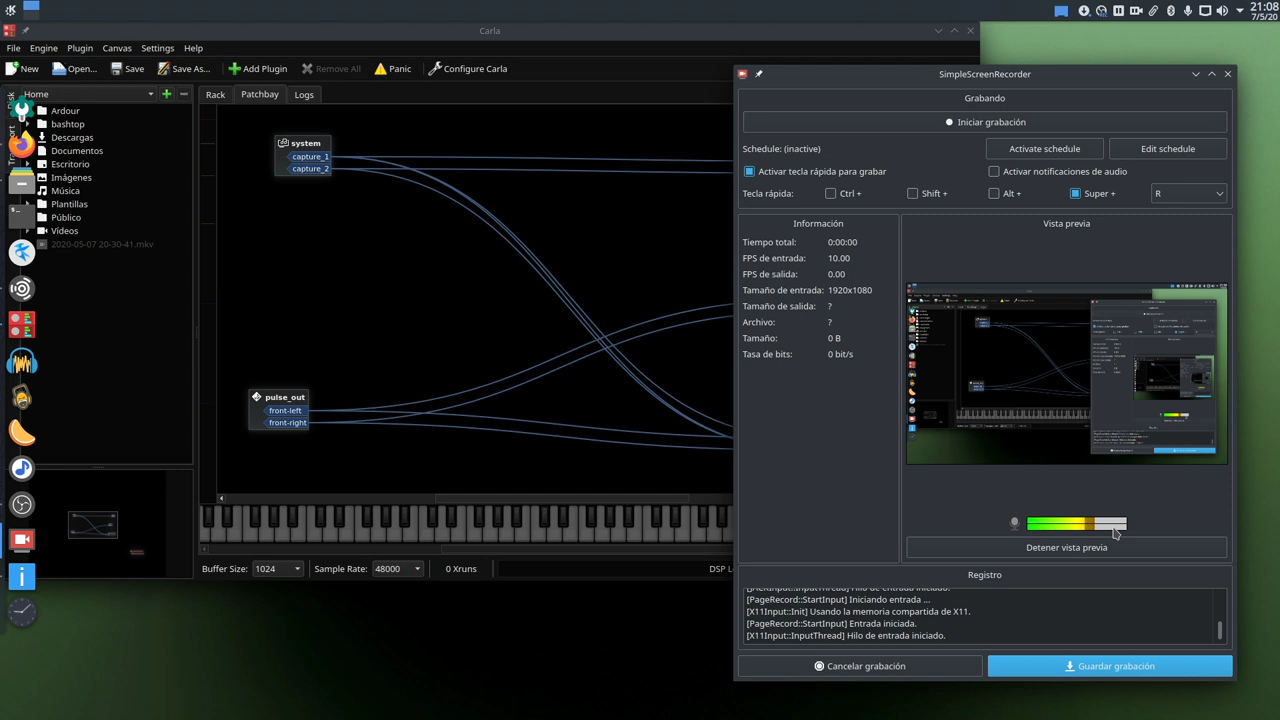 21:08
7/5/20
Carla
File Engine Plugin Canvas Settings Help
New Open... Save Save As... Add Plugin Remove All Panic Configure Carla
Disk
Home
Ardour
bashtop
Descargas
Documentos
Escritorio
Imágenes
Música
Plantillas
Público
Vídeos
2020-05-07 20-30-41.mkv
Rack Patchbay Logs
system
capture_1
capture_2
pulse_out
front-left
front-right
Buffer Size: 1024 Sample Rate: 48000 0 Xruns DSP L
SimpleScreenRecorder
Grabando
Iniciar grabación
Schedule: (inactive) Activate schedule Edit schedule
Activar tecla rápida para grabar Activar notificaciones de audio
Tecla rápida: Ctrl + Shift + Alt + Super + R
Información
Tiempo total: 0:00:00
FPS de entrada: 10.00
FPS de salida: 0.00
Tamaño de entrada: 1920x1080
Tamaño de salida: ?
Archivo: ?
Tamaño: 0 B
Tasa de bits: 0 bit/s
Vista previa
Detener vista previa
Registro
[PageRecord::StartInput] Iniciando entrada ...
[X11Input::Init] Usando la memoria compartida de X11.
[PageRecord::StartInput] Entrada iniciada.
[X11Input::InputThread] Hilo de entrada iniciado.
Cancelar grabación Guardar grabación